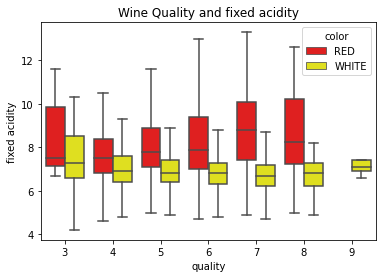 Wine Quality and fixed acidity
color
RED
WHITE
12
10
8
6
4
fixed acidity
3 4 5 6 7 8 9
quality